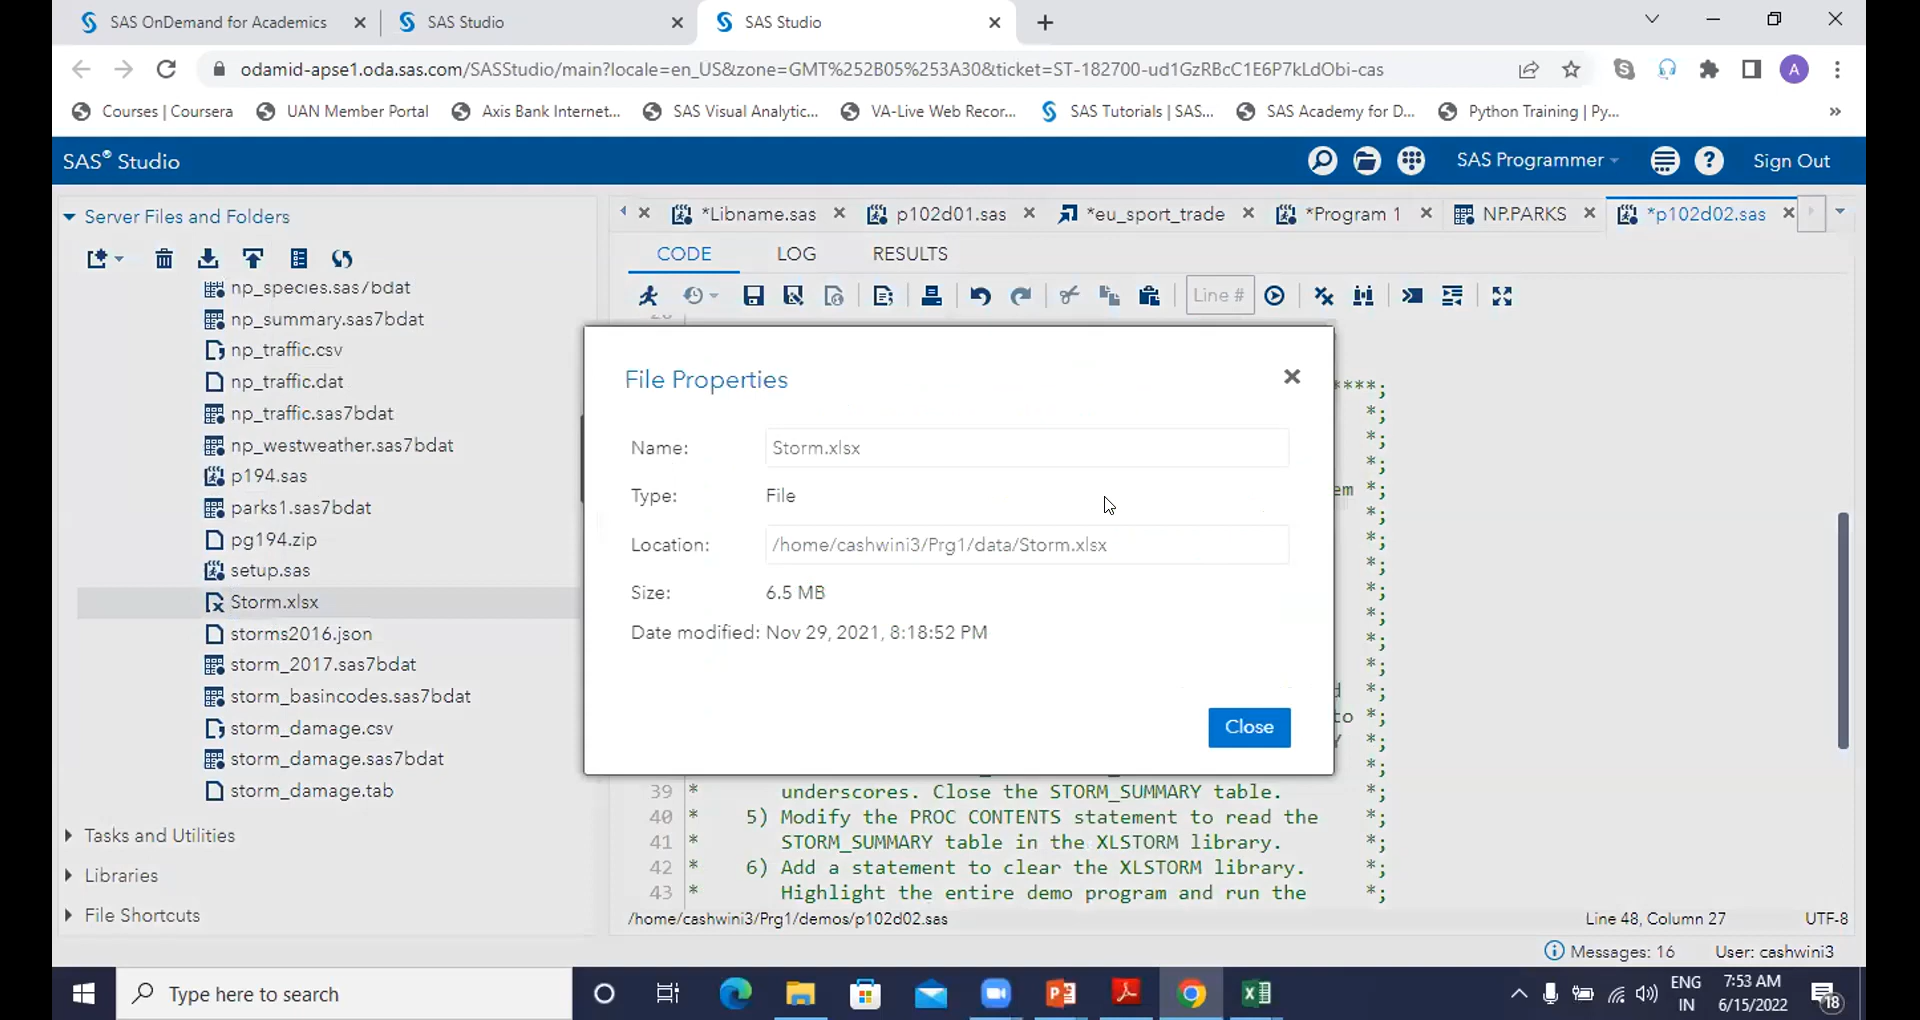 SAS OnDemand for Academics
SAS Studio
SAS Studio
odamid-apse1.oda.sas.com/SASStudio/main?locale=en_US&zone=GMT%252B05%253A30&ticket=ST-182700-ud1GzRBcC1E6P7kLdObi-cas
A
Courses | Coursera
UAN Member Portal
Axis Bank Internet...
SAS Visual Analytic...
VA-Live Web Recor...
SAS Tutorials | SAS...
SAS Academy for D...
Python Training | Py...
SAS® Studio
SAS Programmer
Sign Out
Server Files and Folders
*Libname.sas
p102d01.sas
*eu_sport_trade
*Program 1
NP.PARKS
*p102d02.sas
CODE
LOG
RESULTS
Line #
np_species.sas7bdat
np_summary.sas7bdat
np_traffic.csv
np_traffic.dat
np_traffic.sas7bdat
np_westweather.sas7bdat
p194.sas
parks1.sas7bdat
pg194.zip
setup.sas
Storm.xlsx
storms2016.json
storm_2017.sas7bdat
storm_basincodes.sas7bdat
storm_damage.csv
storm_damage.sas7bdat
storm_damage.tab
Tasks and Utilities
Libraries
File Shortcuts
File Properties
Name: Storm.xlsx
Type: File
Location: /home/cashwini3/Prg1/data/Storm.xlsx
Size: 6.5 MB
Date modified: Nov 29, 2021, 8:18:52 PM
Close
****;
*;
*;
*;
em *;
*;
*;
*;
*;
*;
*;
*;
*;
to *;
*;
*;
39 * underscores. Close the STORM_SUMMARY table. *;
40 * 5) Modify the PROC CONTENTS statement to read the *;
41 * STORM_SUMMARY table in the XLSTORM library. *;
42 * 6) Add a statement to clear the XLSTORM library. *;
43 * Highlight the entire demo program and run the *;
/home/cashwini3/Prg1/demos/p102d02.sas
Line 48, Column 27
UTF-8
Messages: 16
User: cashwini3
Type here to search
ENG
IN
7:53 AM
6/15/2022
18